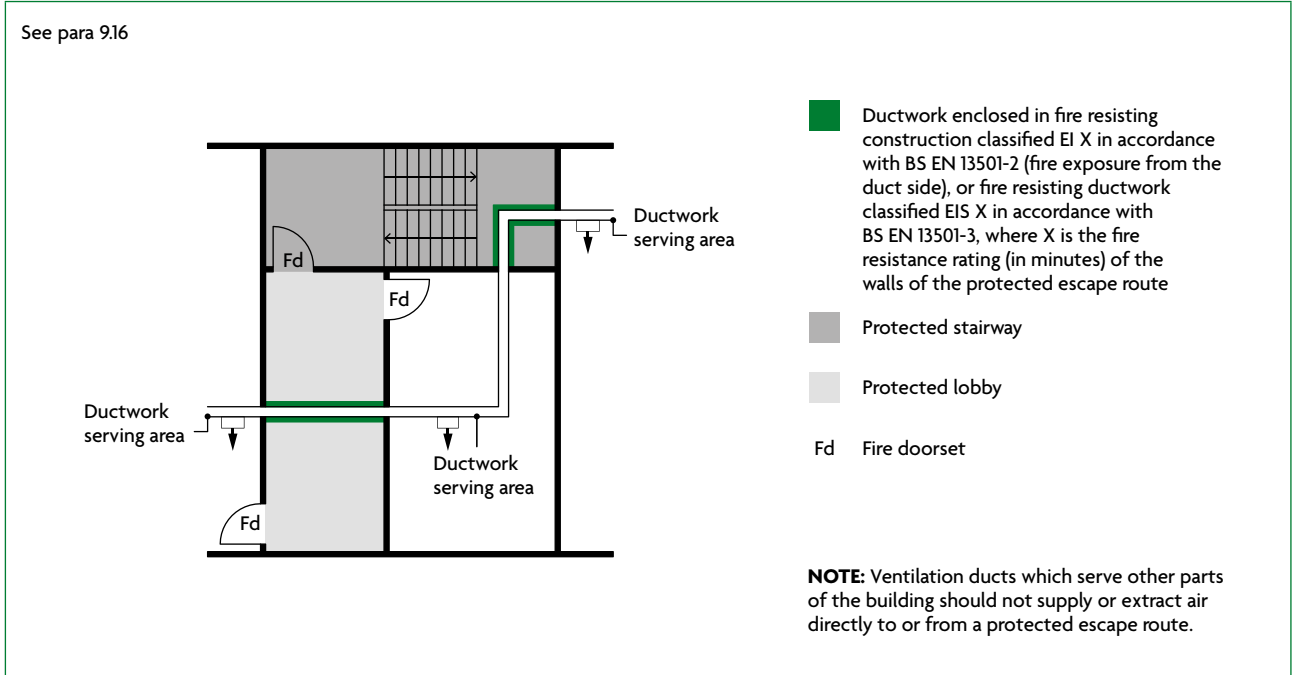 See para 9.16
Fd
Fd
Fd
Ductwork
serving area
Ductwork
serving area
Ductwork
serving area
Ductwork enclosed in fire resisting
construction classified EI X in accordance
with BS EN 13501-2 (fire exposure from the
duct side), or fire resisting ductwork
classified EIS X in accordance with
BS EN 13501-3, where X is the fire
resistance rating (in minutes) of the
walls of the protected escape route
Protected stairway
Protected lobby
Fd Fire doorset
NOTE: Ventilation ducts which serve other parts
of the building should not supply or extract air
directly to or from a protected escape route.